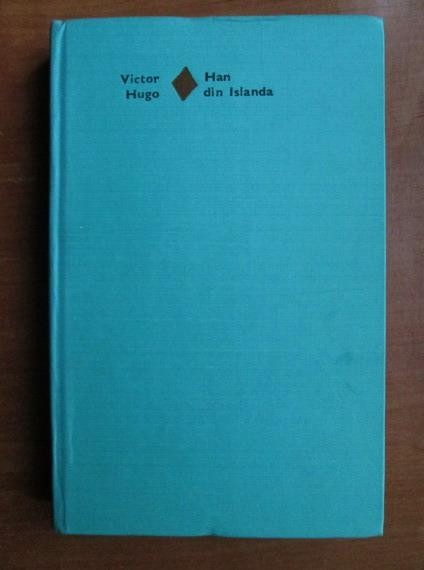 Victor
Hugo
Han
din Islanda